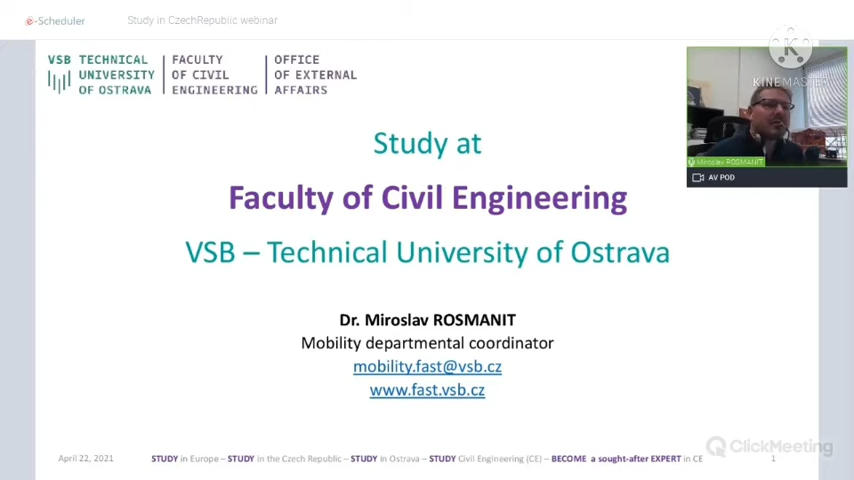 e-Scheduler
Study in CzechRepublic webinar
VSB TECHNICAL
UNIVERSITY
OF OSTRAVA
FACULTY
OF CIVIL
ENGINEERING
OFFICE
OF EXTERNAL
AFFAIRS
K
KINEMASTER
Miroslav ROSMANIT
AV POD
Study at
Faculty of Civil Engineering
VSB – Technical University of Ostrava
Dr. Miroslav ROSMANIT
Mobility departmental coordinator
mobility.fast@vsb.cz
www.fast.vsb.cz
ClickMeeting
April 22, 2021
STUDY in Europe – STUDY in the Czech Republic – STUDY in Ostrava – STUDY Civil Engineering (CE) – BECOME a sought-after EXPERT in CE
1